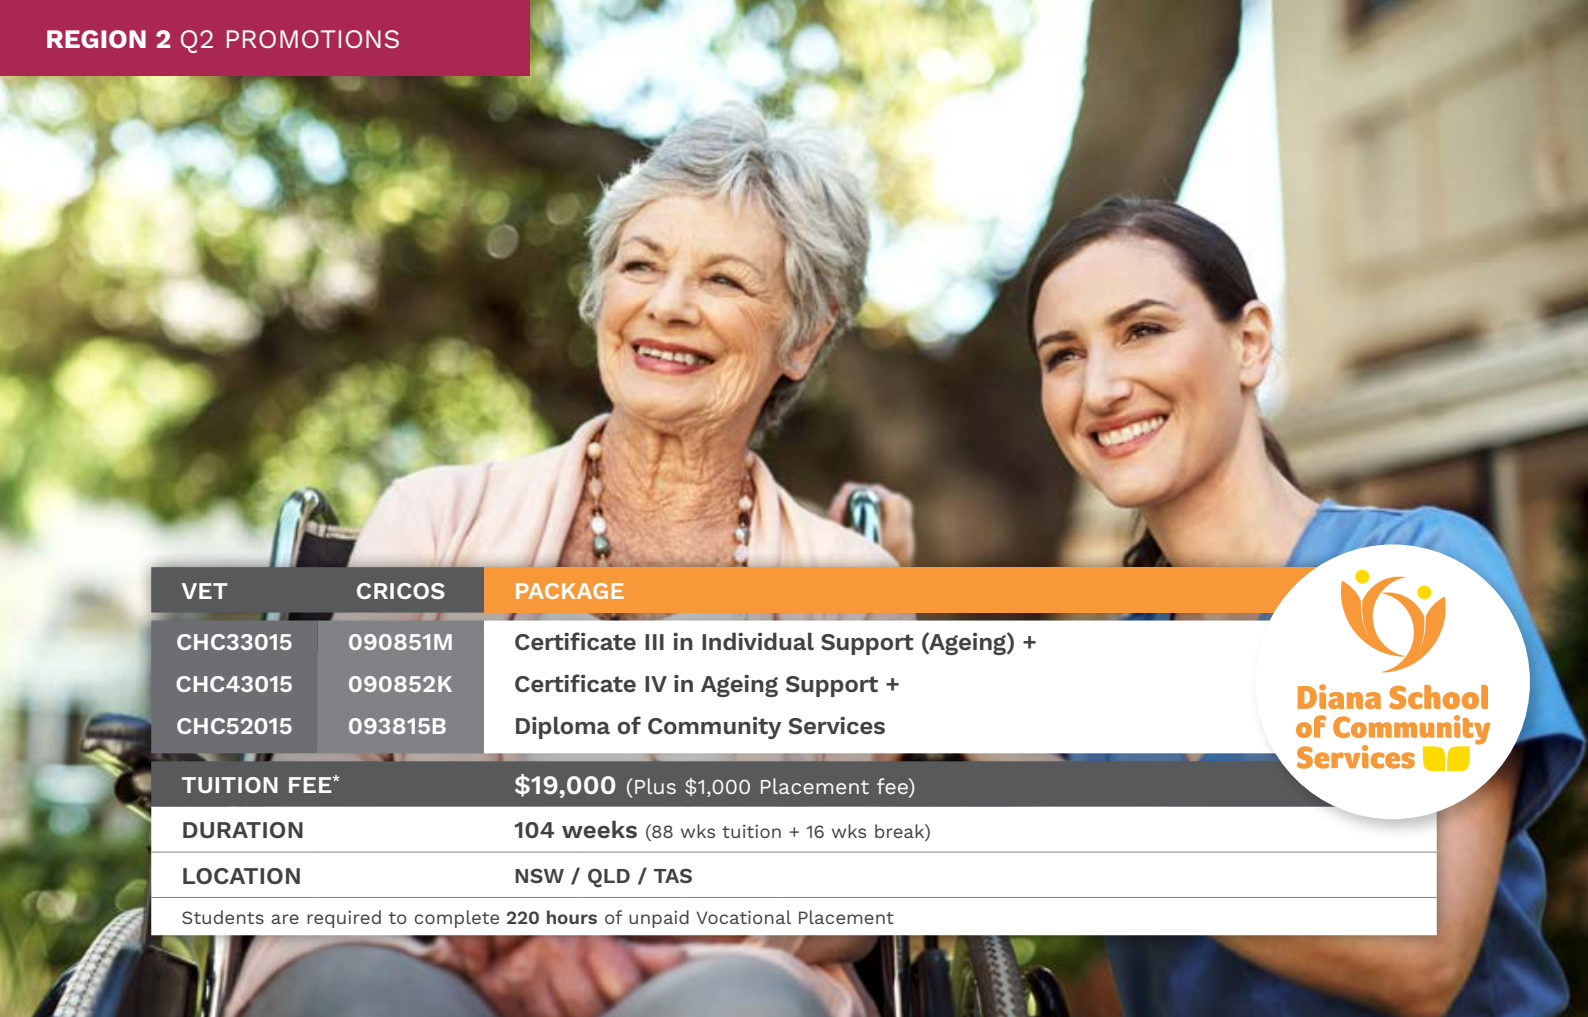 REGION 2 Q2 PROMOTIONS
VET CRICOS PACKAGE
CHC33015 090851M Certificate III in Individual Support (Ageing) +
CHC43015 090852K Certificate IV in Ageing Support +
CHC52015 093815B Diploma of Community Services
Diana School
of Community
Services
TUITION FEE* $19,000 (Plus $1,000 Placement fee)
DURATION 104 weeks (88 wks tuition + 16 wks break)
LOCATION NSW / QLD / TAS
Students are required to complete 220 hours of unpaid Vocational Placement